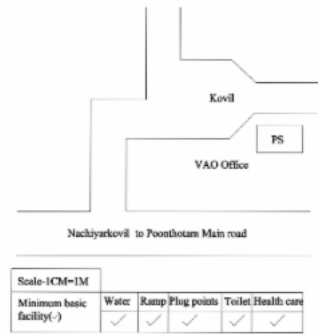 Kovil
PS
VAO Office
Nachiyarkovil to Poonthotam Main road
Scale-1CM=1M
Minimum basic facility(-) Water Ramp Plug points Toilet Health care
✓ ✓ ✓ ✓ ✓